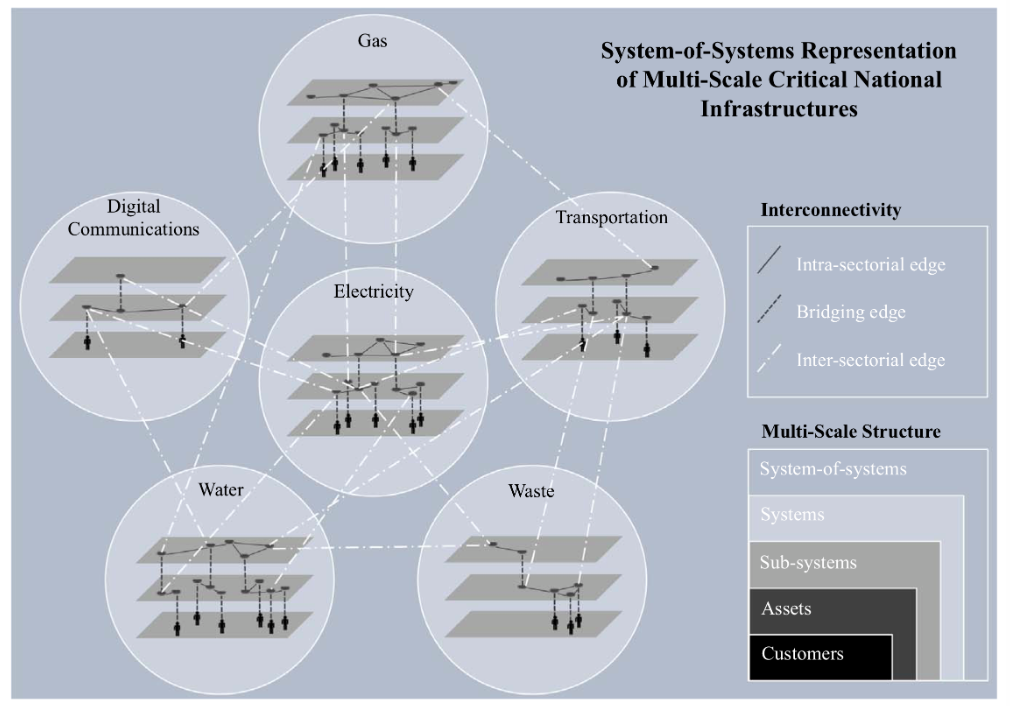 System-of-Systems Representation
of Multi-Scale Critical National
Infrastructures
Gas
Digital
Communications
Transportation
Electricity
Water
Waste
Interconnectivity
Intra-sectorial edge
Bridging edge
Inter-sectorial edge
Multi-Scale Structure
System-of-systems
Systems
Sub-systems
Assets
Customers